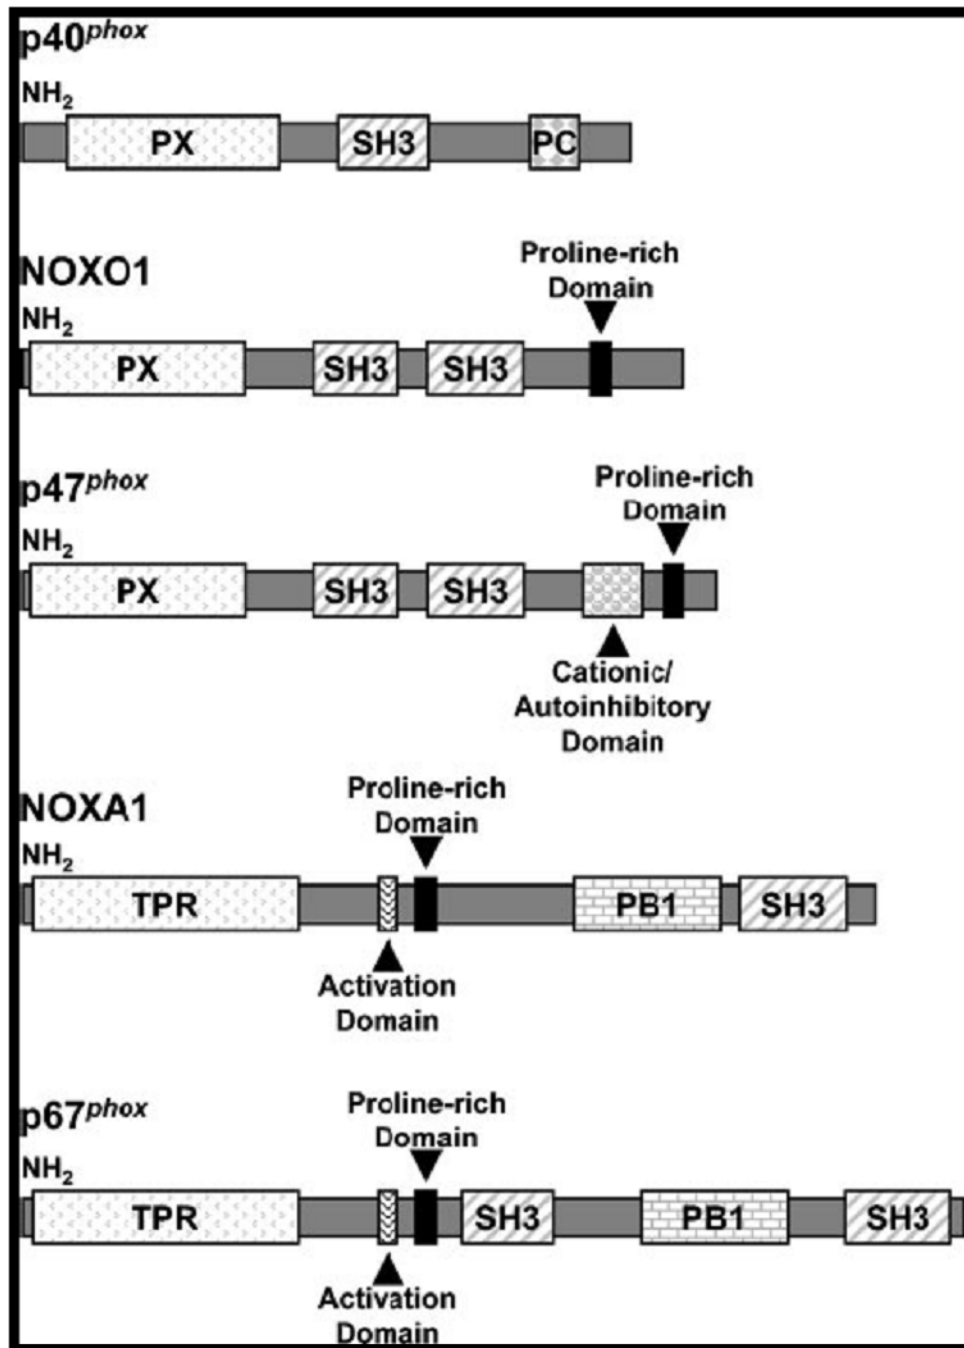 p40phox
NH2
PX SH3 PC
Proline-rich
Domain
NOXO1
NH2
PX SH3 SH3
Proline-rich
Domain
p47phox
NH2
PX SH3 SH3
Cationic/
Autoinhibitory
Domain
Proline-rich
Domain
NOXA1
NH2
TPR PB1 SH3
Activation
Domain
Proline-rich
Domain
p67phox
NH2
TPR SH3 PB1 SH3
Activation
Domain